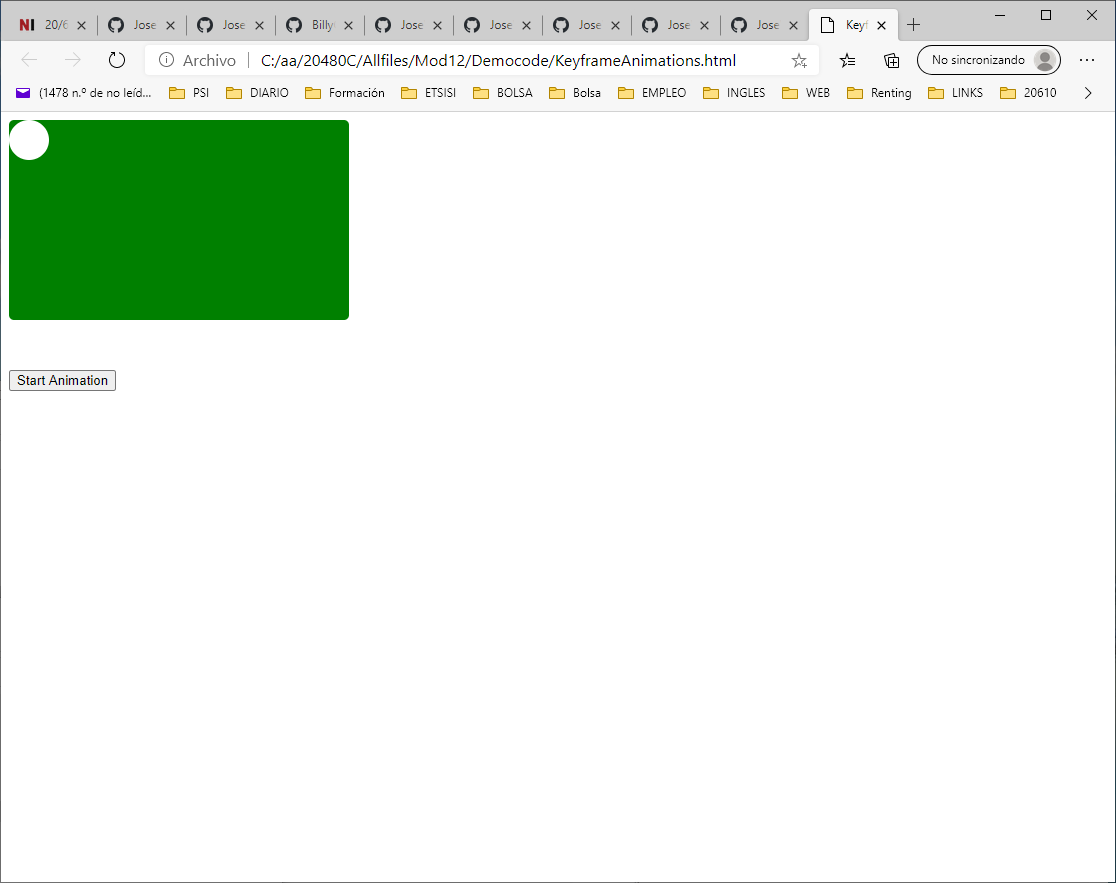 NI 20/6 Jose Jose Billy Jose Jose Jose Jose Jose Keyf
Archivo C:/aa/20480C/Allfiles/Mod12/Democode/KeyframeAnimations.html No sincronizando
(1478 n.º de no leíd... PSI DIARIO Formación ETSISI BOLSA Bolsa EMPLEO INGLES WEB Renting LINKS 20610
Start Animation